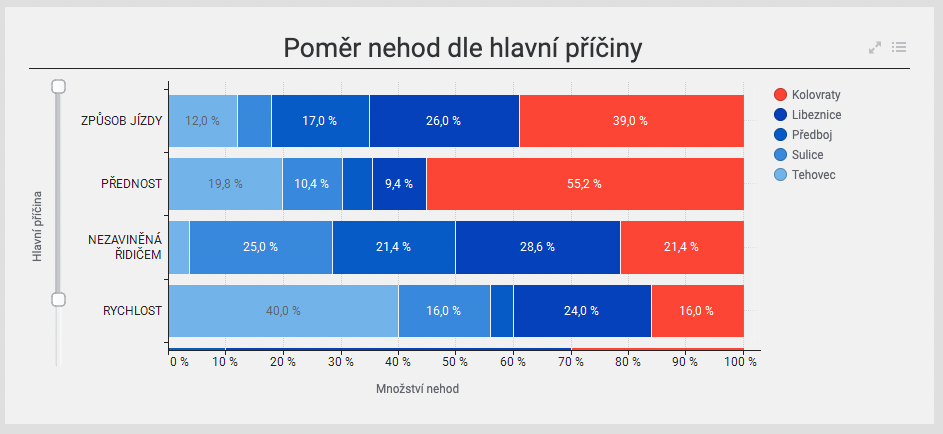 Poměr nehod dle hlavní příčiny
Hlavní příčina
ZPŮSOB JÍZDY
12,0 %
17,0 %
26,0 %
39,0 %
PŘEDNOST
19,8 %
10,4 %
9,4 %
55,2 %
NEZAVINĚNÁ
ŘIDIČEM
25,0 %
21,4 %
28,6 %
21,4 %
RYCHLOST
40,0 %
16,0 %
24,0 %
16,0 %
0 %
10 %
20 %
30 %
40 %
50 %
60 %
70 %
80 %
90 %
100 %
Množství nehod
Kolovraty
Libeznice
Předboj
Sulice
Tehovec